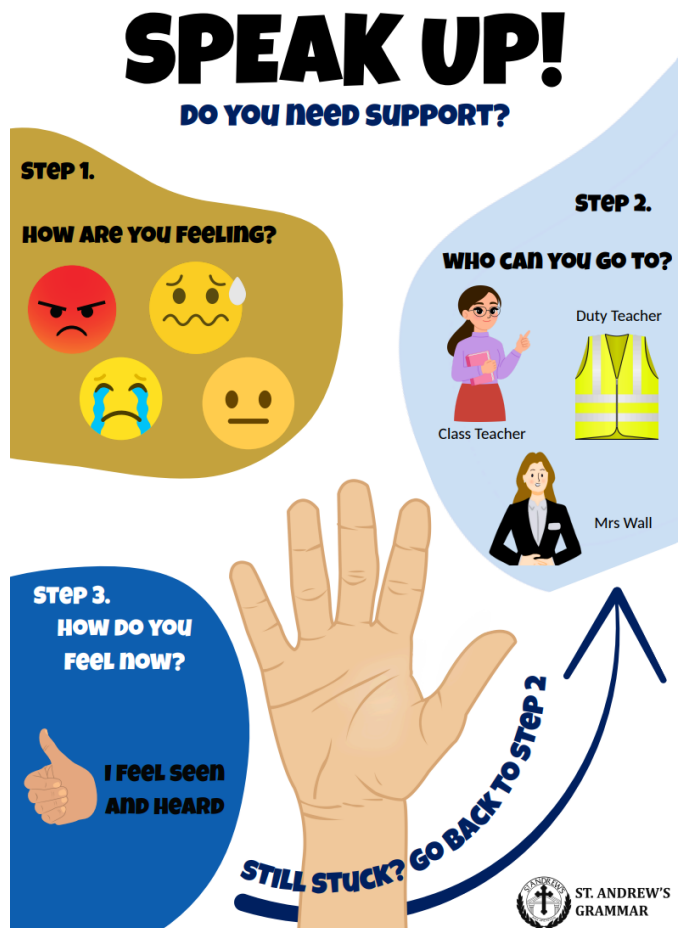 SPEAK UP!
DO YOU NEED SUPPORT?
STEP 1.
HOW ARE YOU FEELING?
STEP 2.
WHO CAN YOU GO TO?
Duty Teacher
Class Teacher
Mrs Wall
STEP 3.
HOW DO YOU
FEEL NOW?
I FEEL SEEN
AND HEARD
STILL STUCK? GO BACK TO STEP 2
ST ANDREW'S
ST. ANDREW'S
GRAMMAR